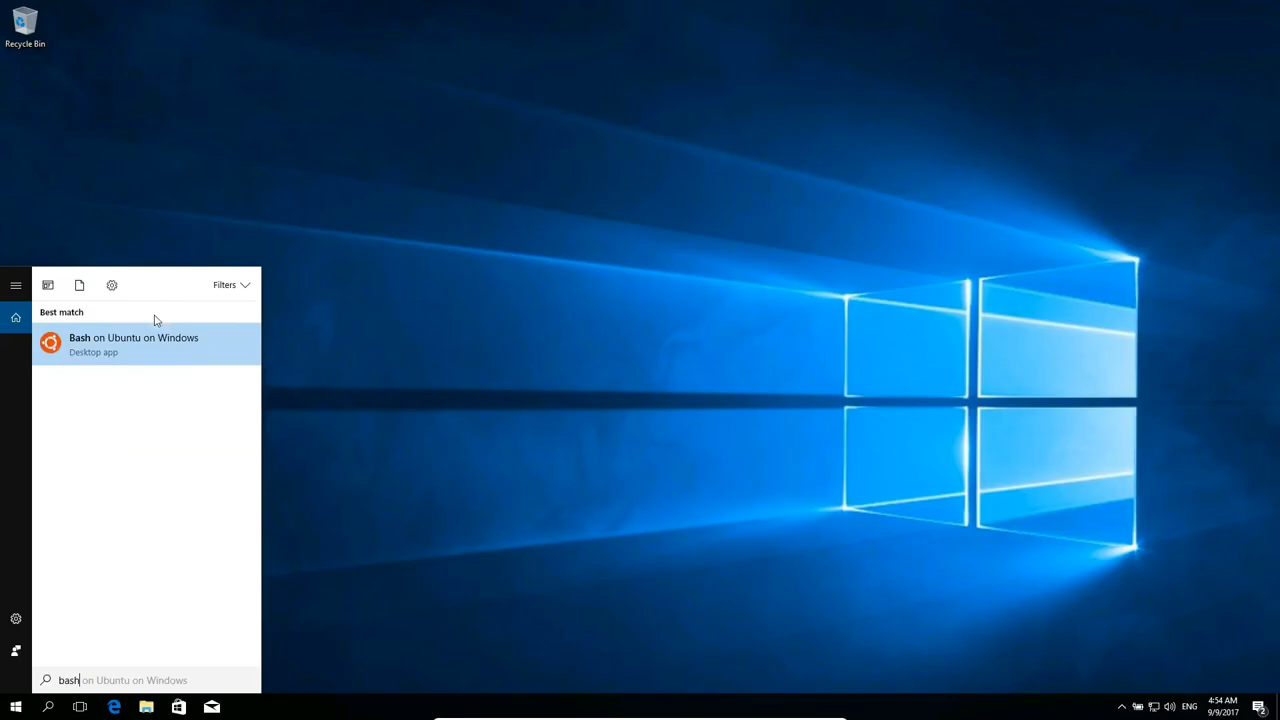 Recycle Bin
Filters
Best match
Bash on Ubuntu on Windows
Desktop app
bash on Ubuntu on Windows
ENG
4:54 AM
9/9/2017
2